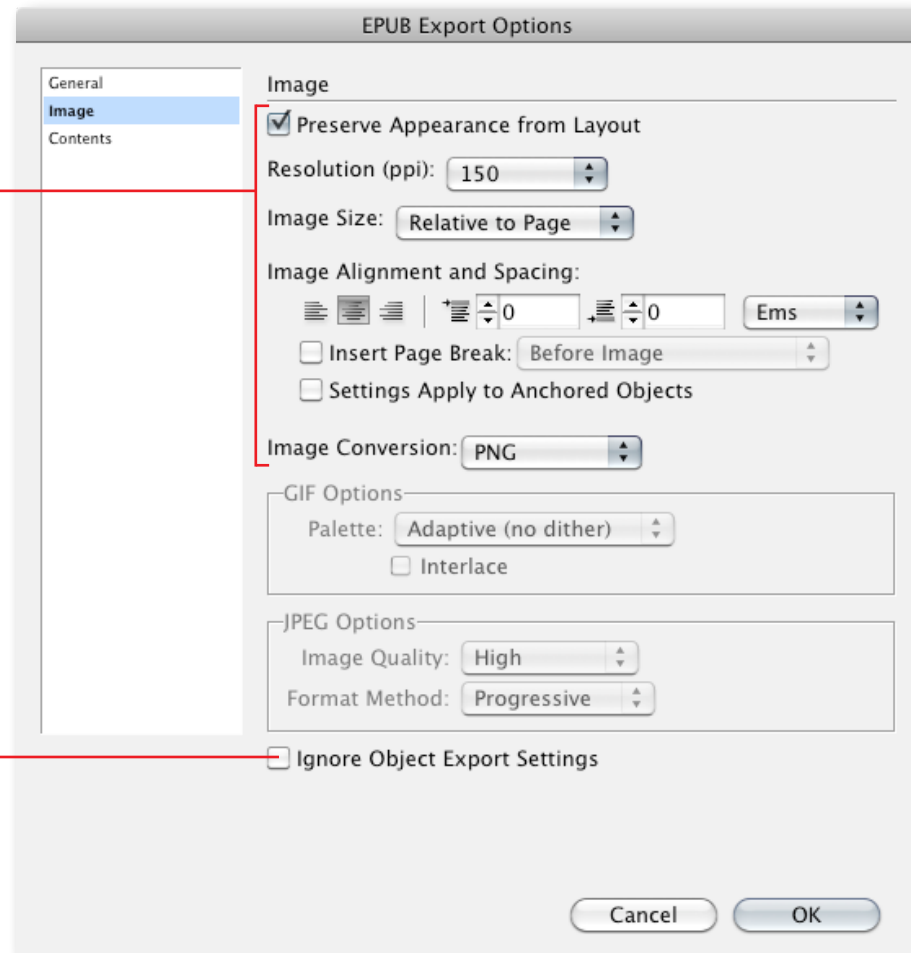 EPUB Export Options
General
Image
Contents
Image
Preserve Appearance from Layout
Resolution (ppi): 150
Image Size: Relative to Page
Image Alignment and Spacing:
0 0 Ems
Insert Page Break: Before Image
Settings Apply to Anchored Objects
Image Conversion: PNG
GIF Options
Palette: Adaptive (no dither)
Interlace
JPEG Options
Image Quality: High
Format Method: Progressive
Ignore Object Export Settings
Cancel OK